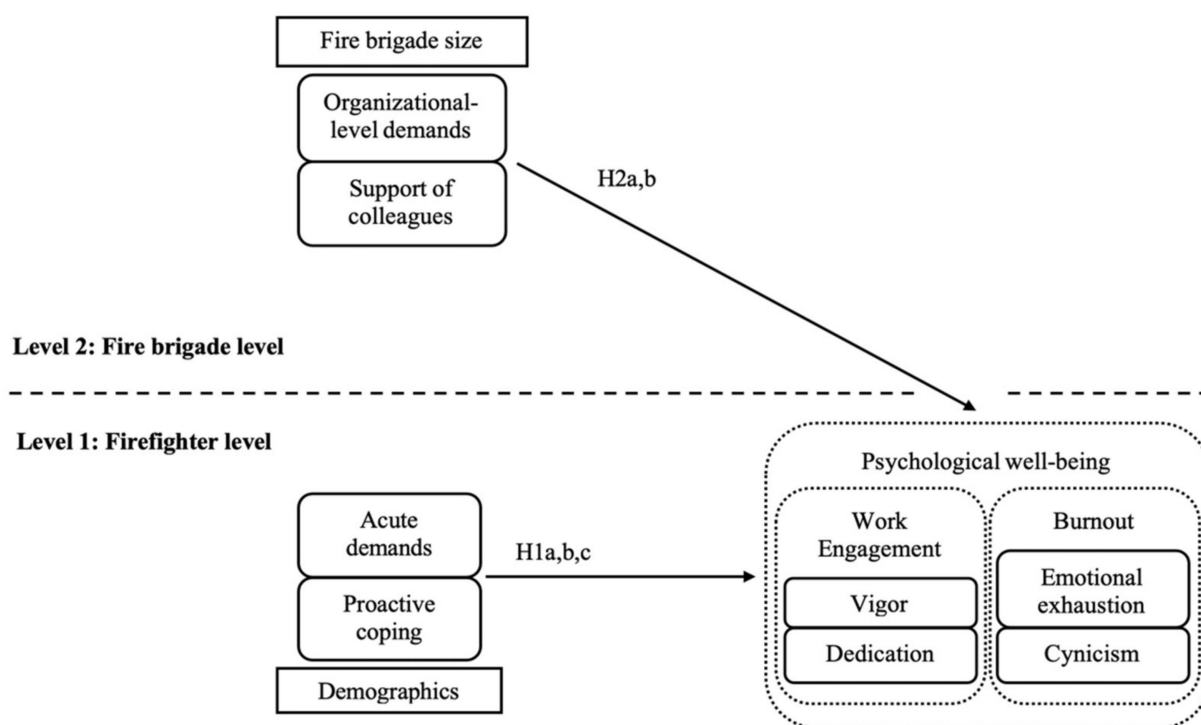 Fire brigade size
Organizational-
level demands
Support of
colleagues
H2a,b
Level 2: Fire brigade level
Level 1: Firefighter level
Acute
demands
Proactive
coping
Demographics
H1a,b,c
Psychological well-being
Work
Engagement
Vigor
Dedication
Burnout
Emotional
exhaustion
Cynicism